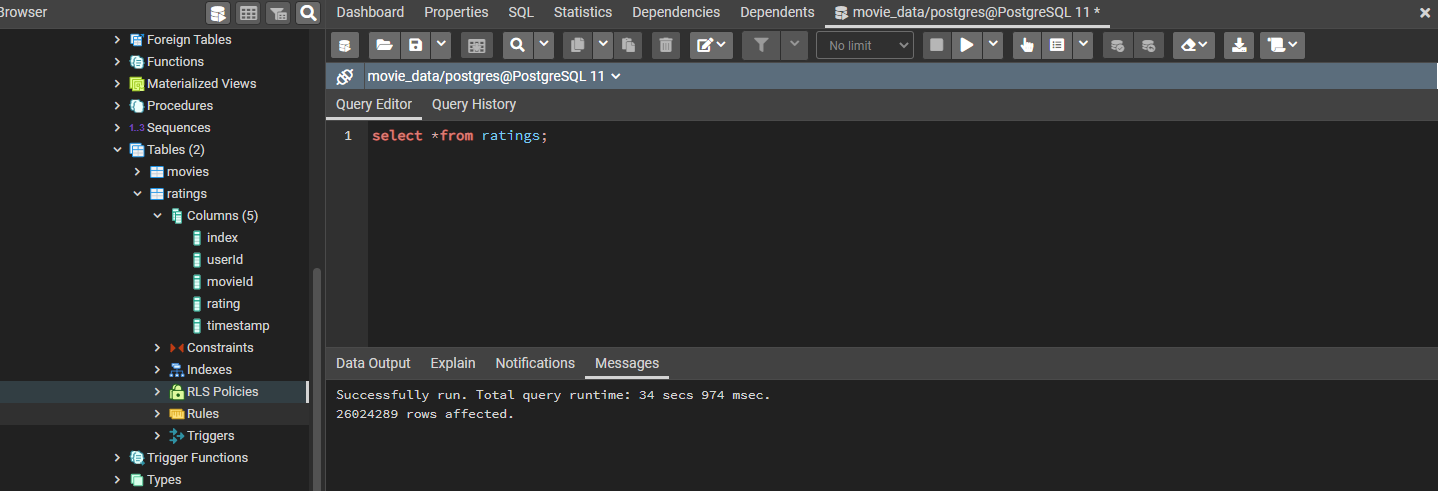 Browser
Foreign Tables
Functions
Materialized Views
Procedures
1..3 Sequences
Tables (2)
movies
ratings
Columns (5)
index
userId
movieId
rating
timestamp
Constraints
Indexes
RLS Policies
Rules
Triggers
Trigger Functions
Types
Dashboard Properties SQL Statistics Dependencies Dependents movie_data/postgres@PostgreSQL 11 *
No limit
movie_data/postgres@PostgreSQL 11
Query Editor Query History
1 select *from ratings;
Data Output Explain Notifications Messages
Successfully run. Total query runtime: 34 secs 974 msec.
26024289 rows affected.